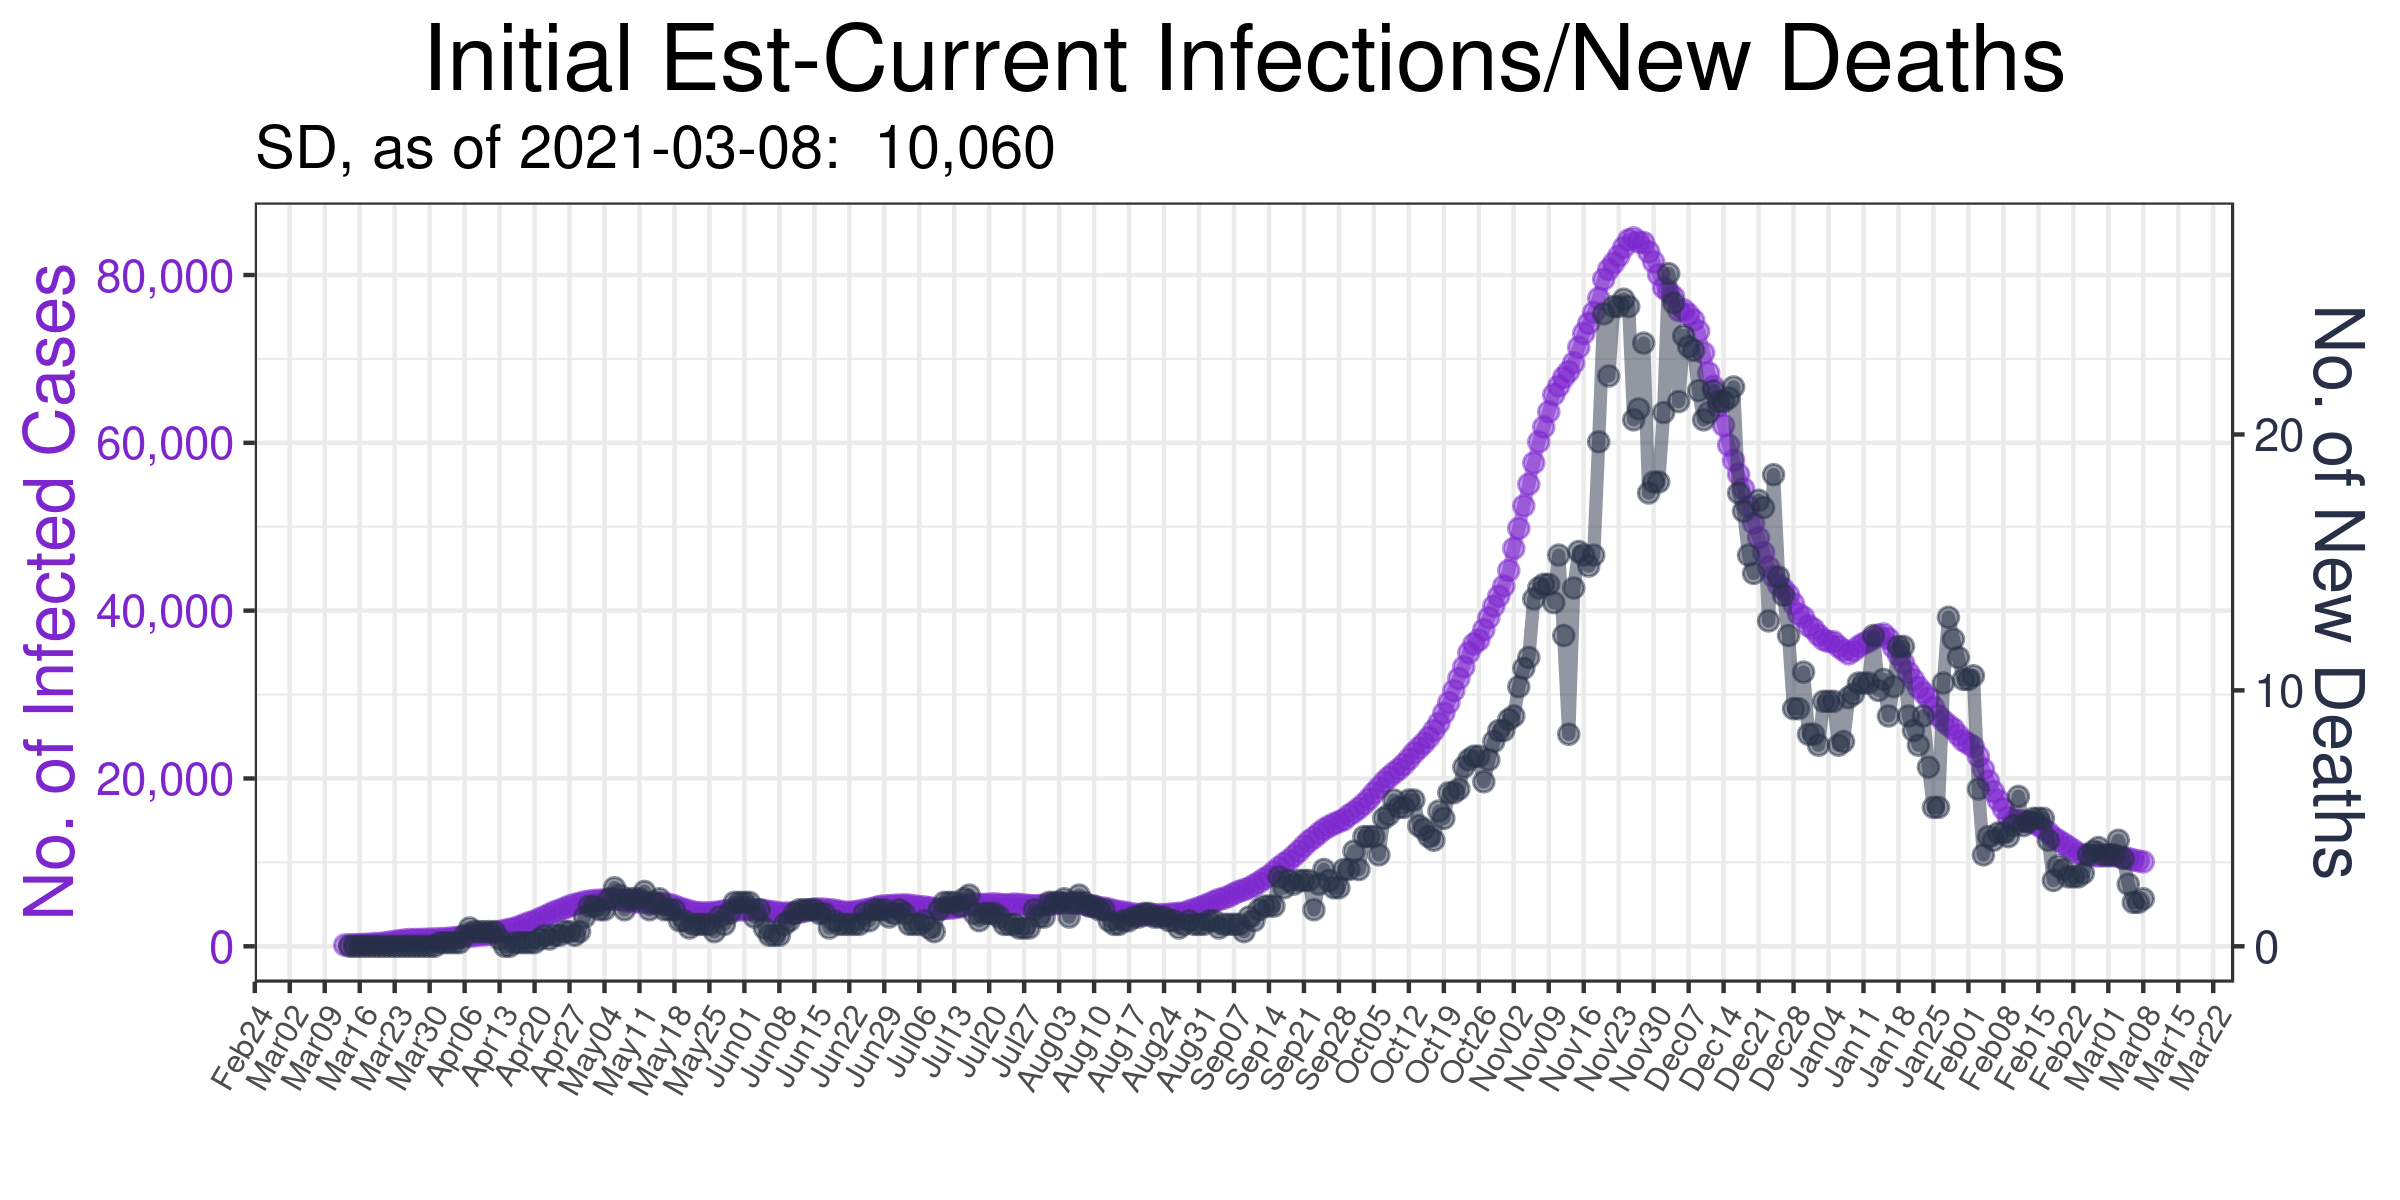 Initial Est-Current Infections/New Deaths
SD, as of 2021-03-08:  10,060
No. of Infected Cases
80,000
60,000
40,000
20,000
0
20
10
0
No. of New Deaths
Feb24
Mar02
Mar09
Mar16
Mar23
Mar30
Apr06
Apr13
Apr20
Apr27
May04
May11
May18
May25
Jun01
Jun08
Jun15
Jun22
Jun29
Jul06
Jul13
Jul20
Jul27
Aug03
Aug10
Aug17
Aug24
Aug31
Sep07
Sep14
Sep21
Sep28
Oct05
Oct12
Oct19
Oct26
Nov02
Nov09
Nov16
Nov23
Nov30
Dec07
Dec14
Dec21
Dec28
Jan04
Jan11
Jan18
Jan25
Feb01
Feb08
Feb15
Feb22
Mar01
Mar08
Mar15
Mar22